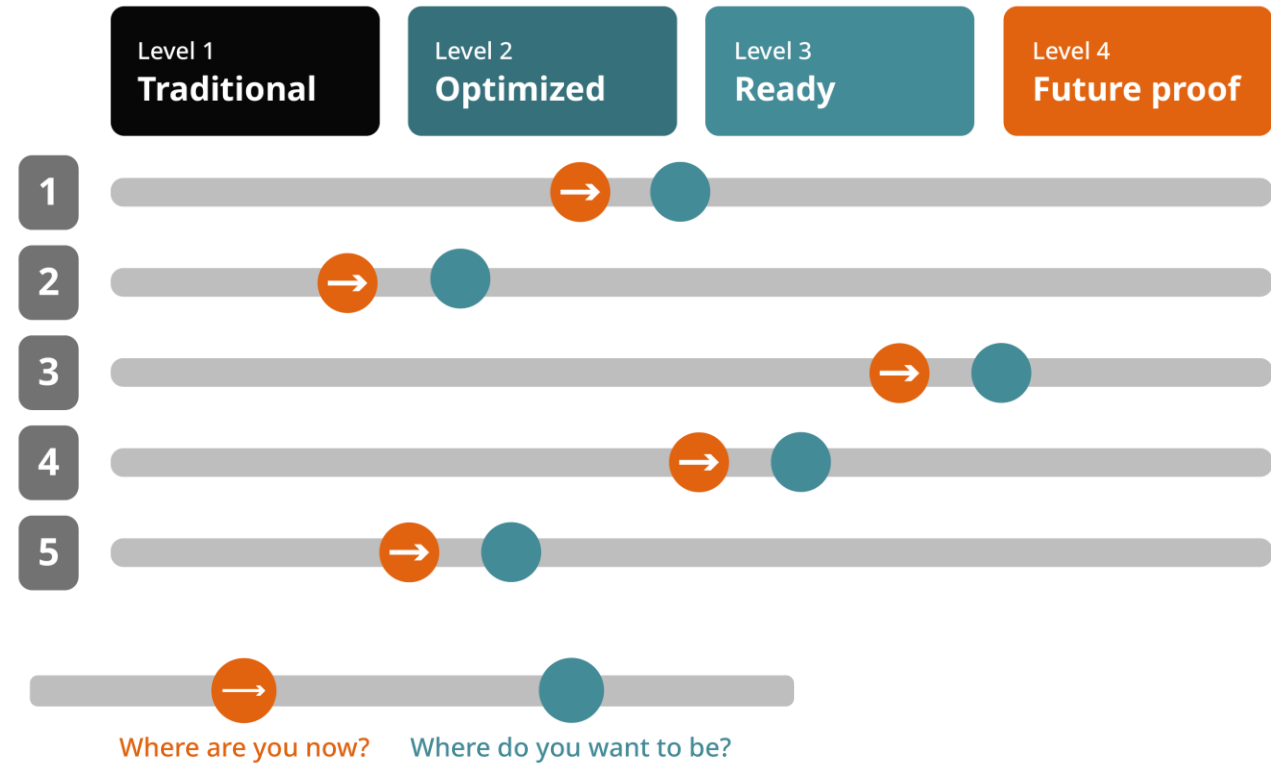 Level 1
Traditional
Level 2
Optimized
Level 3
Ready
Level 4
Future proof
1
2
3
4
5
Where are you now?
Where do you want to be?